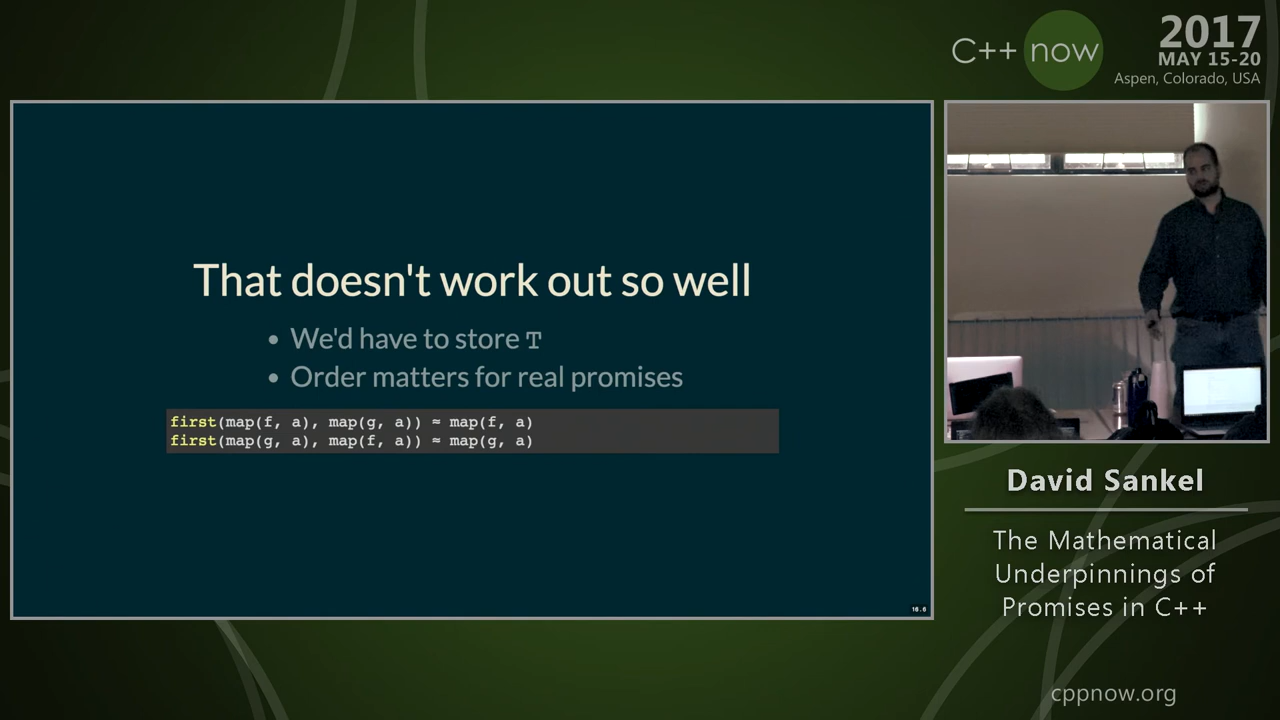 C++ now
2017
MAY 15-20
Aspen, Colorado, USA
That doesn't work out so well
• We'd have to store T
• Order matters for real promises
first(map(f, a), map(g, a)) ≈ map(f, a)
first(map(g, a), map(f, a)) ≈ map(g, a)
16.6
David Sankel
The Mathematical
Underpinnings of
Promises in C++
cppnow.org